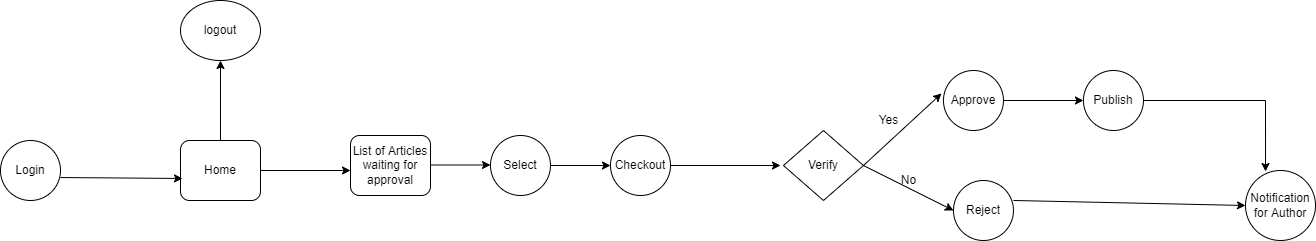 logout
Login
Home
List of Articles
waiting for
approval
Select
Checkout
Verify
Yes
No
Approve
Publish
Reject
Notification
for Author